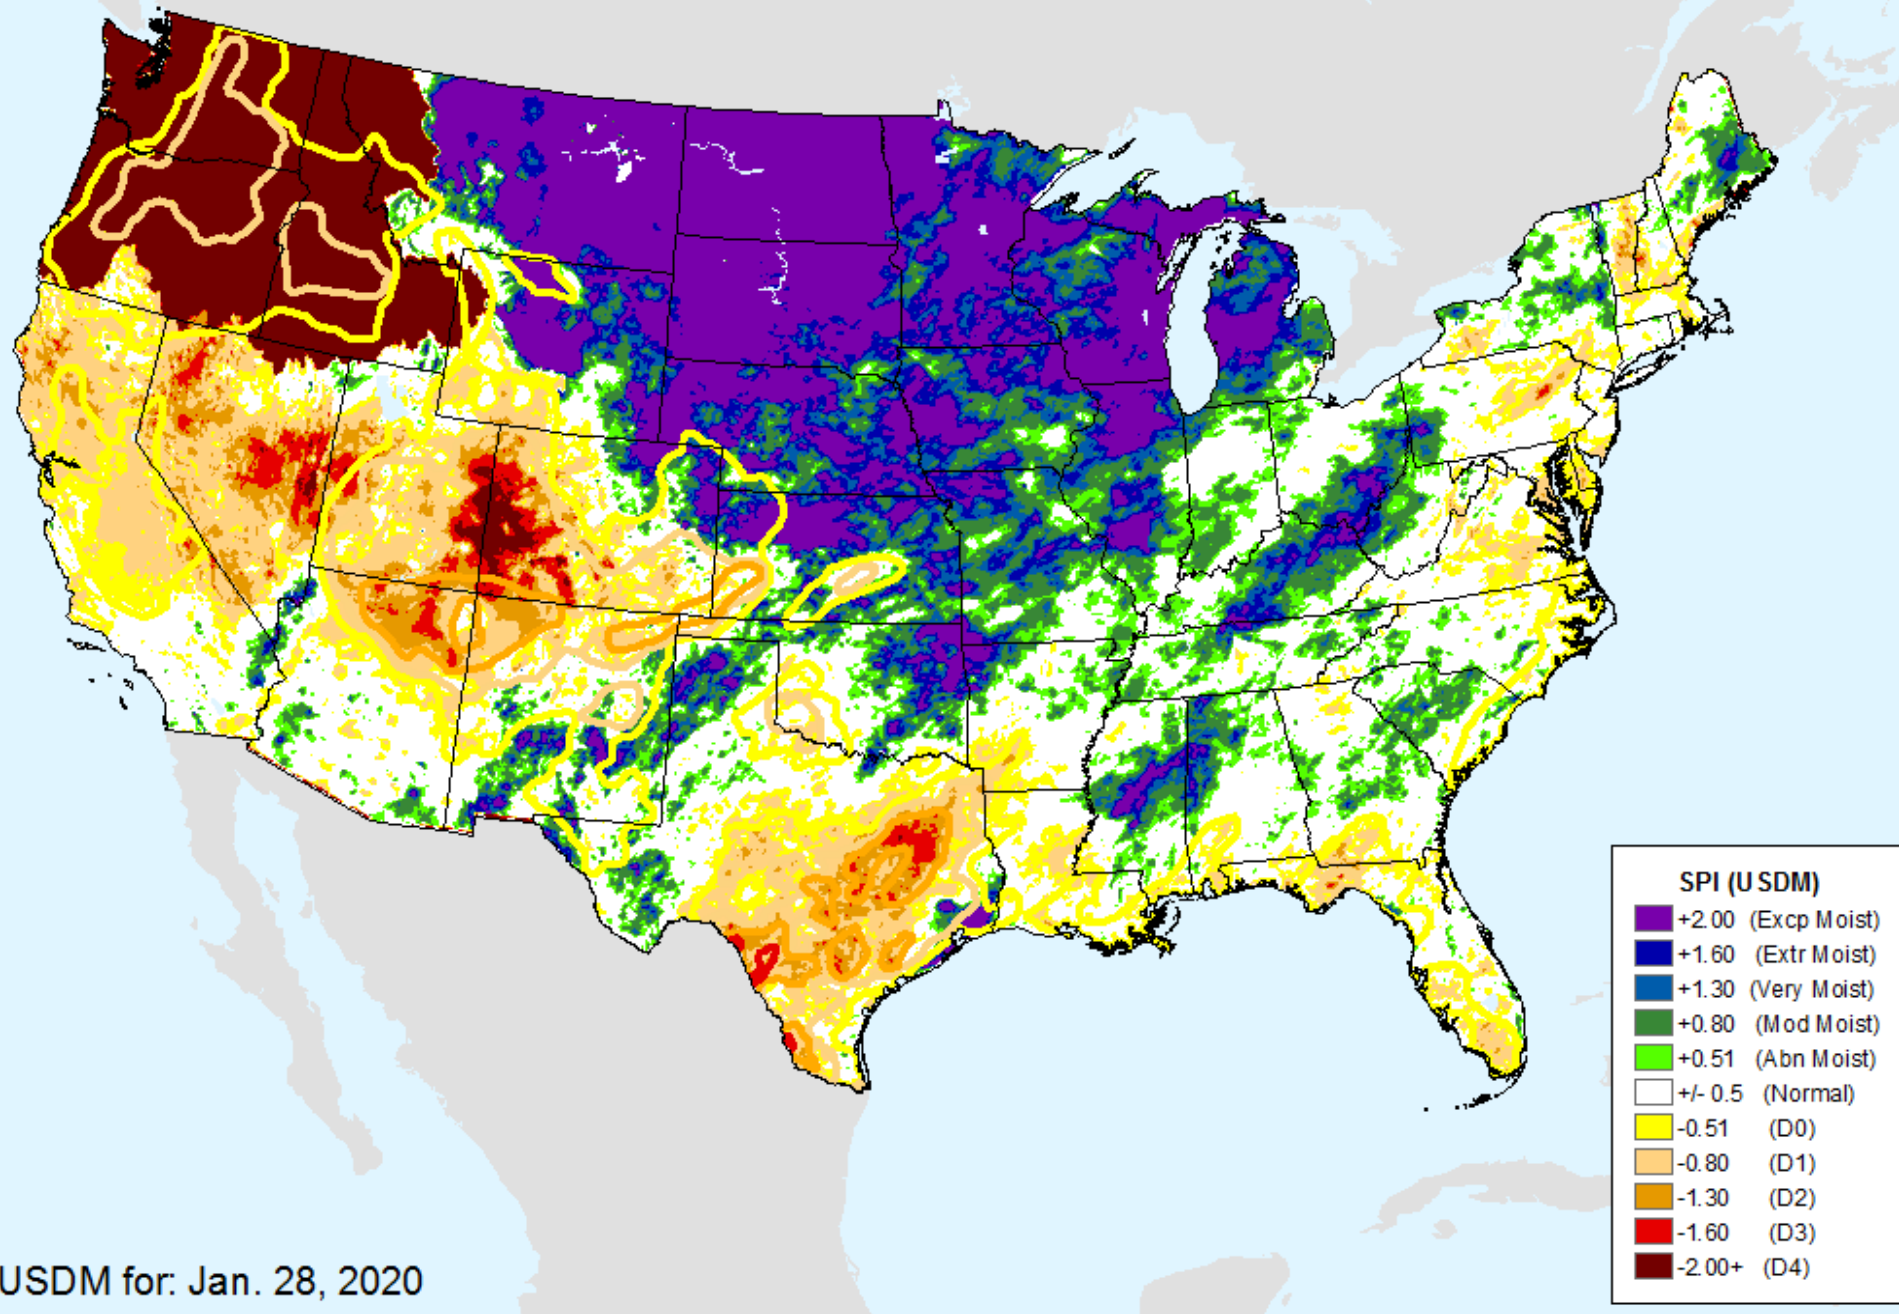 SPI (USDM)
+2.00 (Excp Moist)
+1.60 (Extr Moist)
+1.30 (Very Moist)
+0.80 (Mod Moist)
+0.51 (Abn Moist)
+/- 0.5 (Normal)
-0.51 (D0)
-0.80 (D1)
-1.30 (D2)
-1.60 (D3)
-2.00+ (D4)
USDM for: Jan. 28, 2020